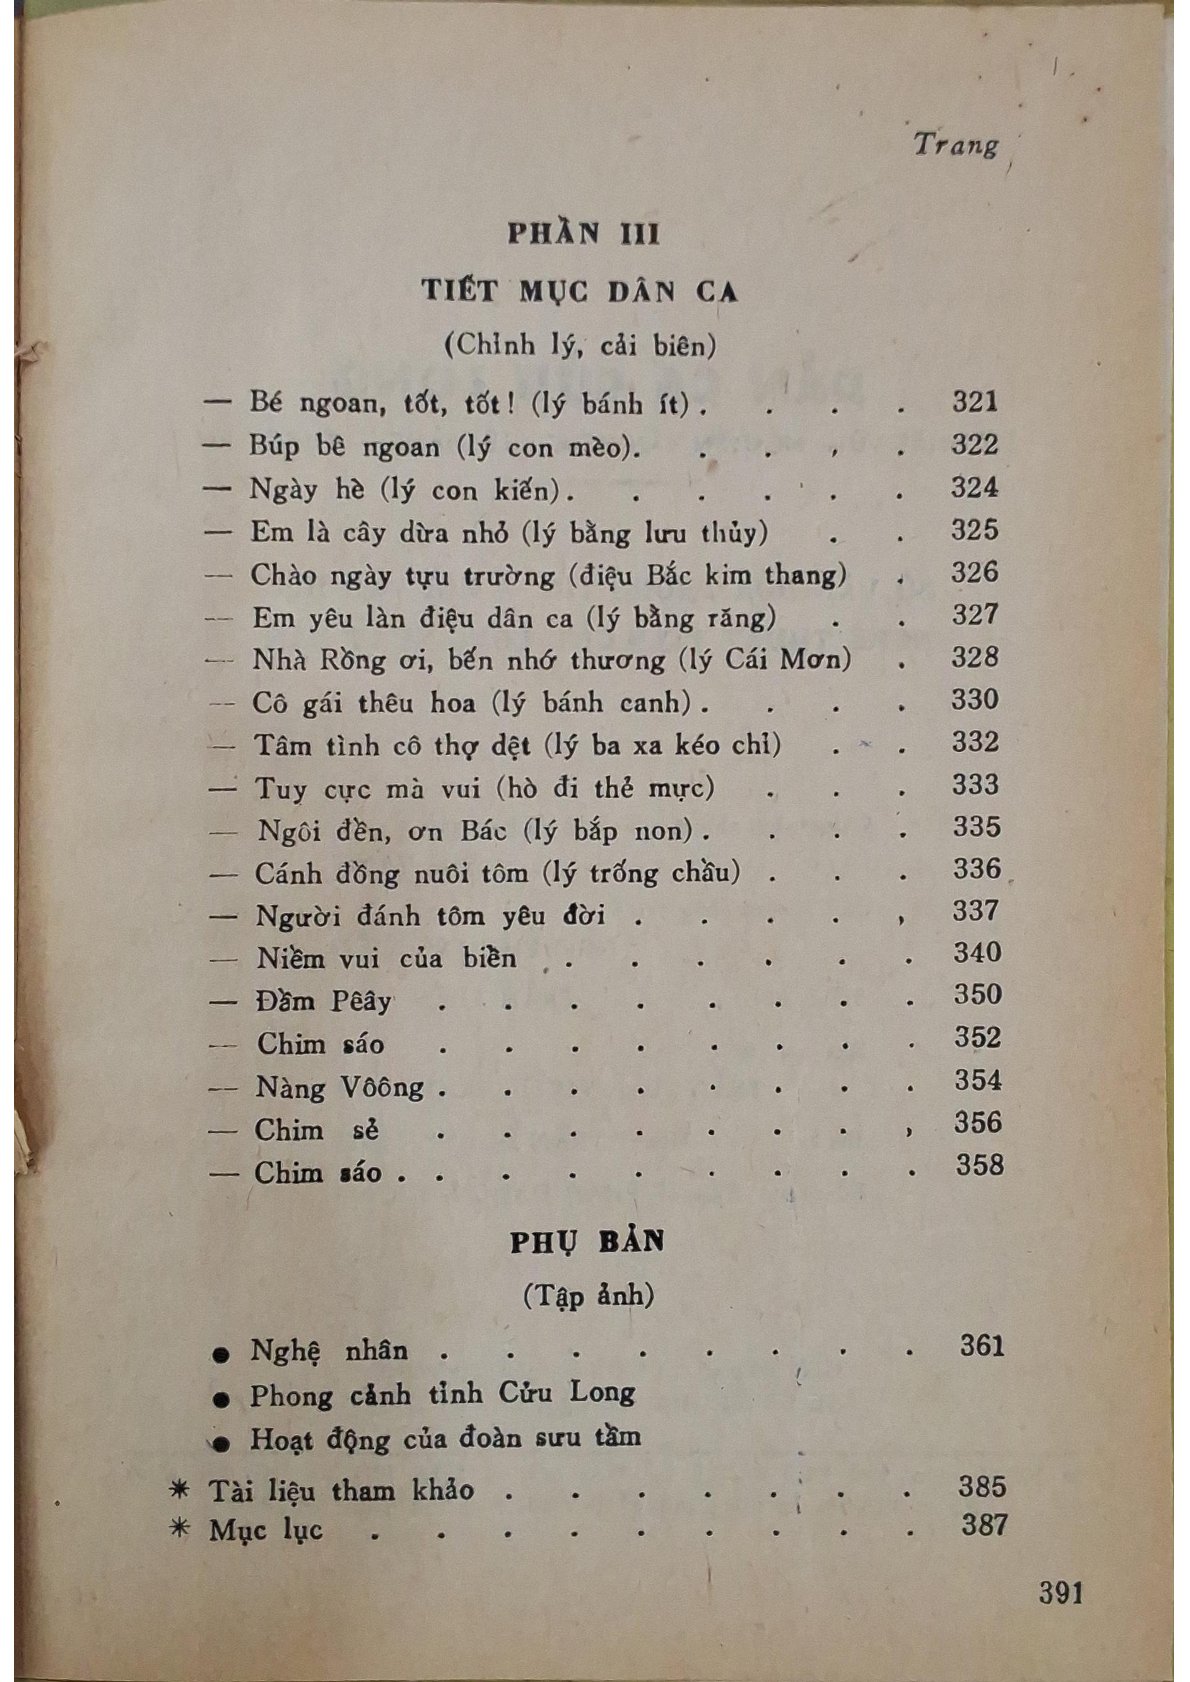 Trang
PHẦN III
TIẾT MỤC DÂN CA
(Chỉnh lý, cải biên)
— Bé ngoan, tốt, tốt! (lý bánh ít) . . . . 321
— Búp bê ngoan (lý con mèo). . . , . 322
— Ngày hè (lý con kiến) . . . . . . 324
— Em là cây dừa nhỏ (lý bằng lưu thủy) . . 325
— Chào ngày tựu trường (điệu Bắc kim thang) . 326
— Em yêu làn điệu dân ca (lý bằng răng) . . 327
— Nhà Rồng ơi, bến nhớ thương (lý Cái Mơn) . 328
— Cô gái thêu hoa (lý bánh canh) . . . . 330
— Tâm tình cô thợ dệt (lý ba xa kéo chỉ) . . 332
— Tuy cực mà vui (hò đi thẻ mực) . . . 333
— Ngôi đền, ơn Bác (lý bắp non) . . . . 335
— Cánh đồng nuôi tôm (lý trống chầu) . . . 336
— Người đánh tôm yêu đời . . . . , 337
— Niềm vui của biển . . . . . . 340
— Đầm Pêây . . . . . . . . 350
— Chim sáo . . . . . . . . 352
— Nàng Vôông . . . . . . . . 354
— Chim sẻ . . . . . . . , 356
— Chim sáo . . . . . . . . . 358
PHỤ BẢN
(Tập ảnh)
● Nghệ nhân . . . . . . . . 361
● Phong cảnh tỉnh Cửu Long
● Hoạt động của đoàn sưu tầm
* Tài liệu tham khảo . . . . . . . 385
* Mục lục . . . . . . . . . 387
391